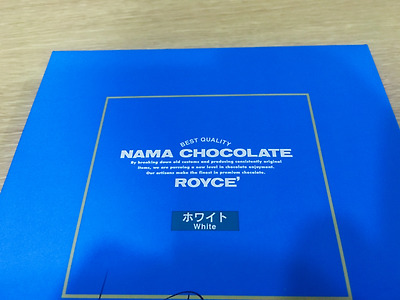 BEST QUALITY
NAMA CHOCOLATE
By breaking down old customs and producing consistently original
items, we are pursuing a new level in chocolate enjoyment.
Our artisans make the finest in premium chocolate.
ROYCE'
ホワイト
White